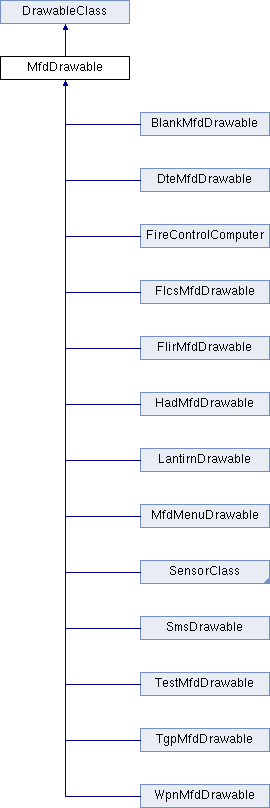 DrawableClass
MfdDrawable
BlankMfdDrawable
DteMfdDrawable
FireControlComputer
FlcsMfdDrawable
FlirMfdDrawable
HadMfdDrawable
LantirnDrawable
MfdMenuDrawable
SensorClass
SmsDrawable
TestMfdDrawable
TgpMfdDrawable
WpnMfdDrawable